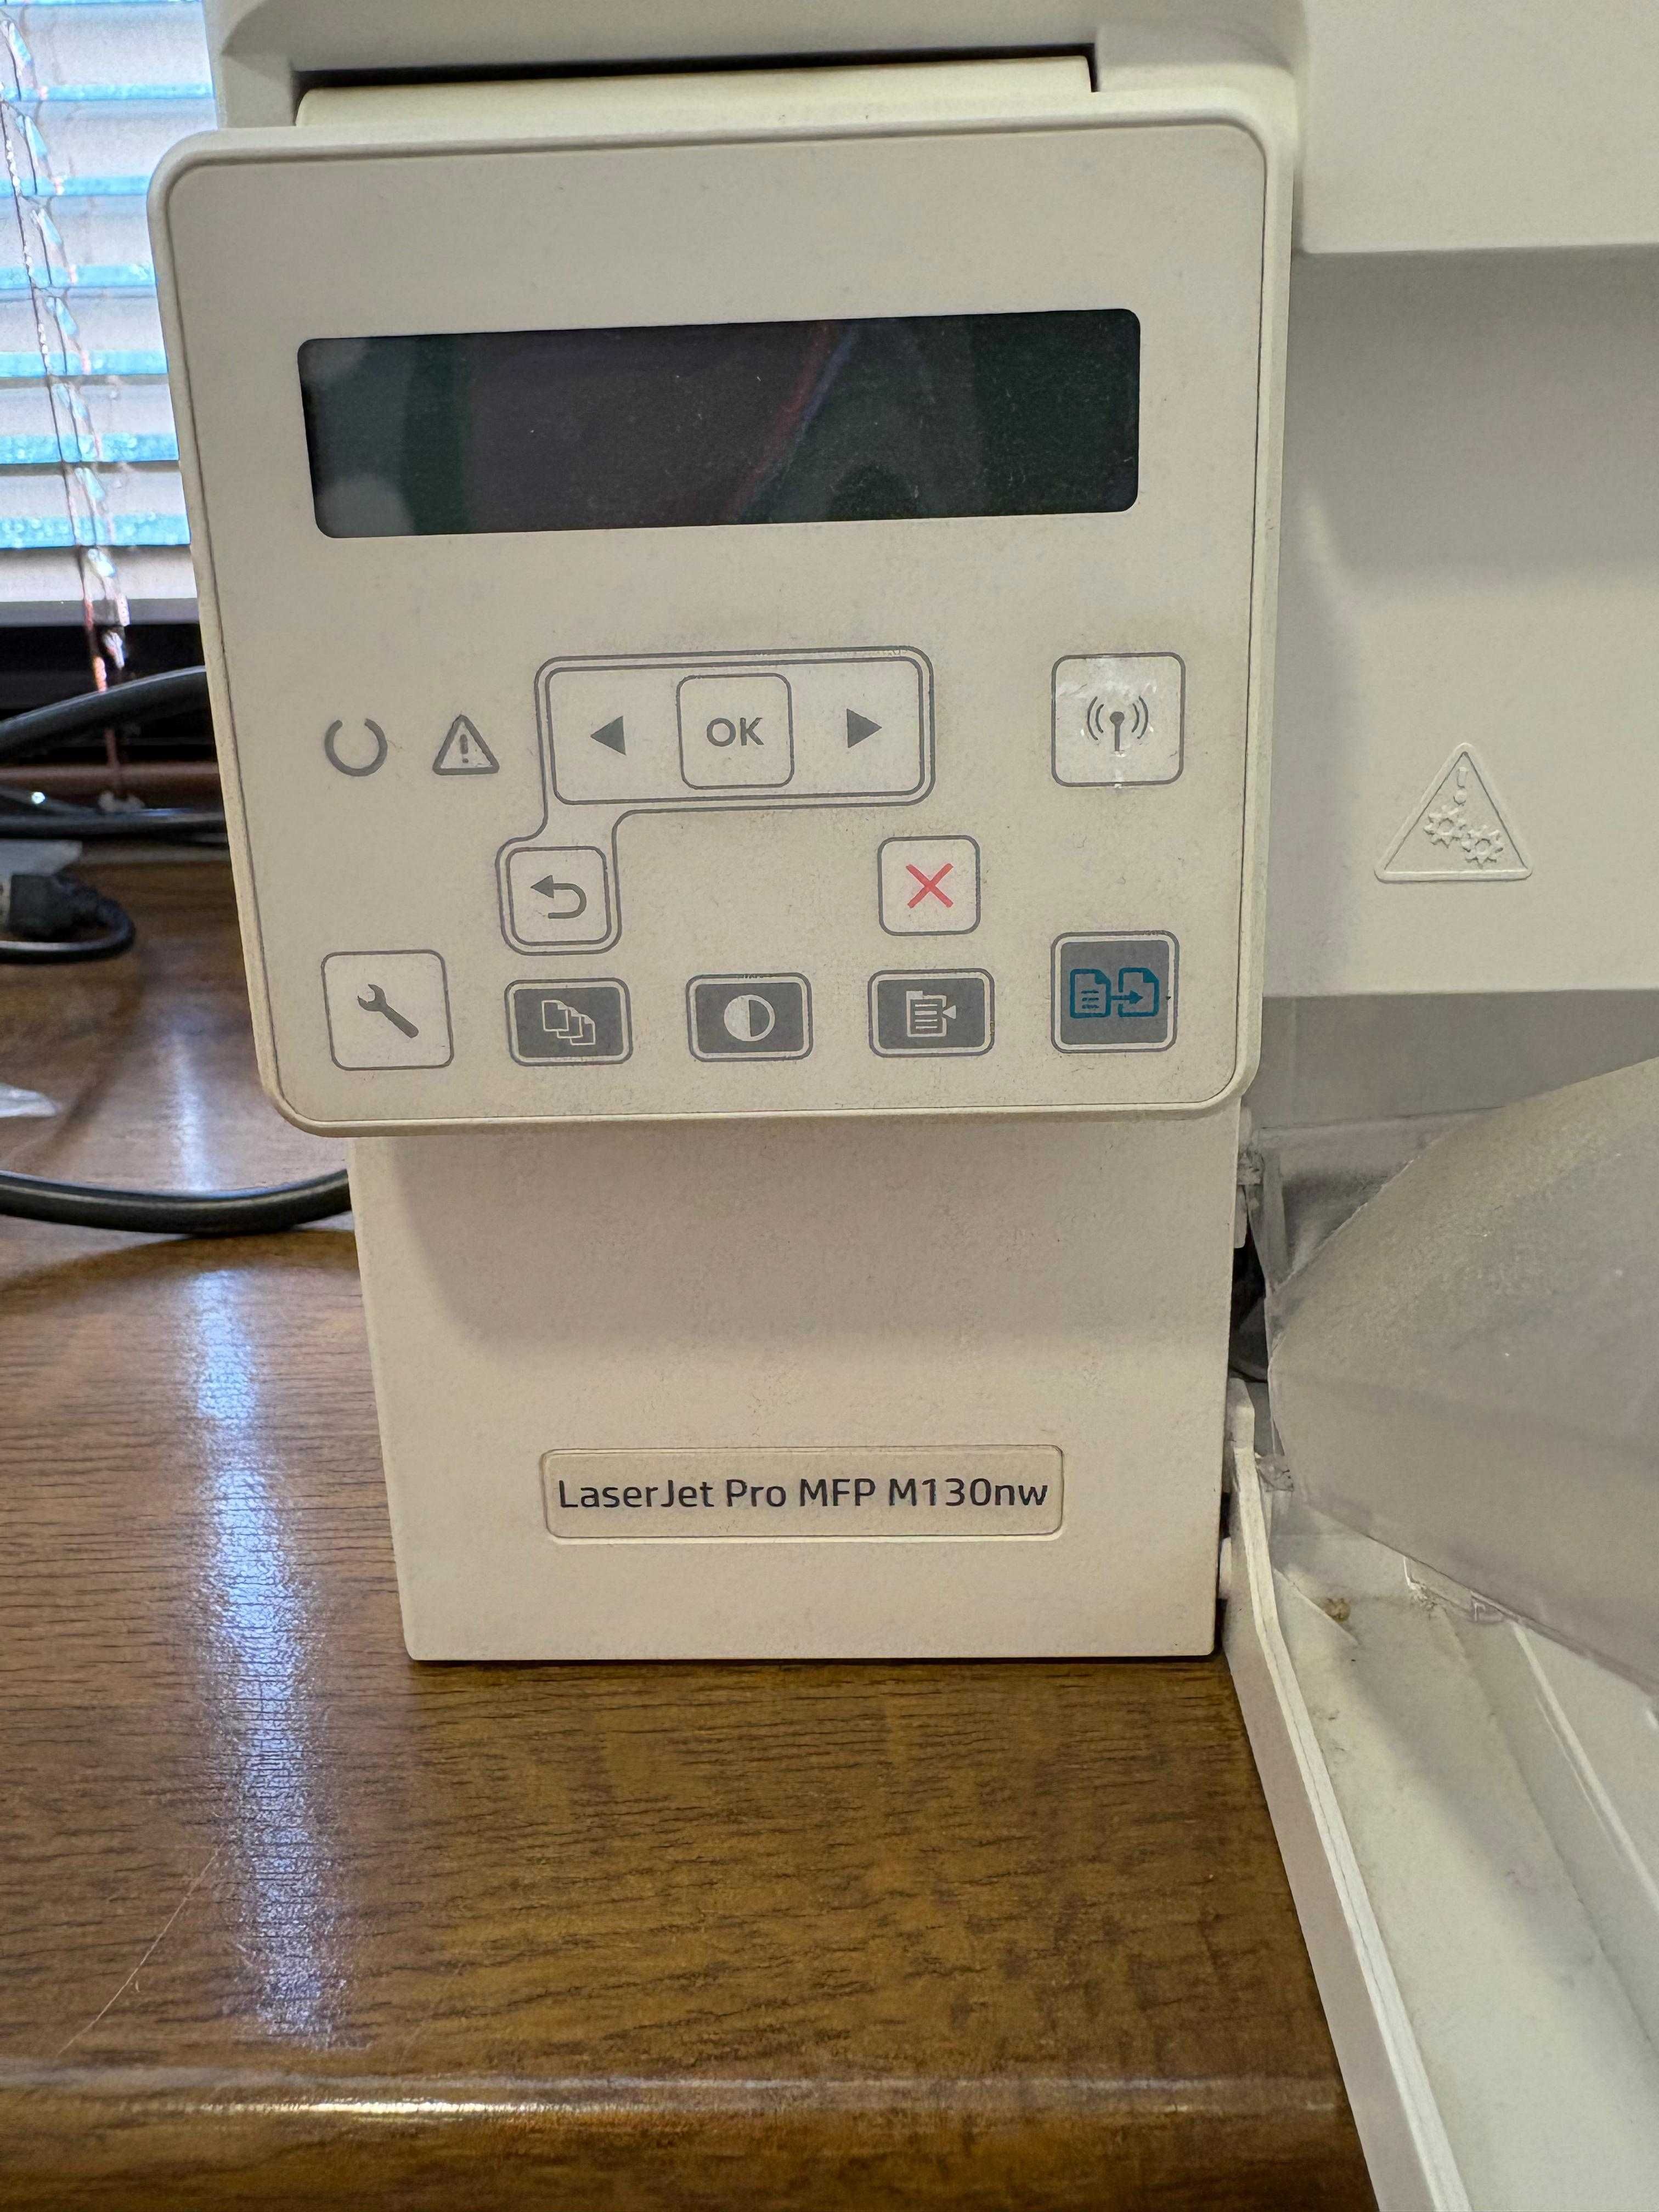 OK
LaserJet Pro MFP M130nw